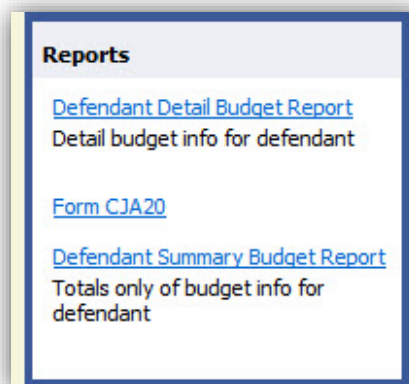 Reports
Defendant Detail Budget Report
Detail budget info for defendant
Form CJA20
Defendant Summary Budget Report
Totals only of budget info for
defendant